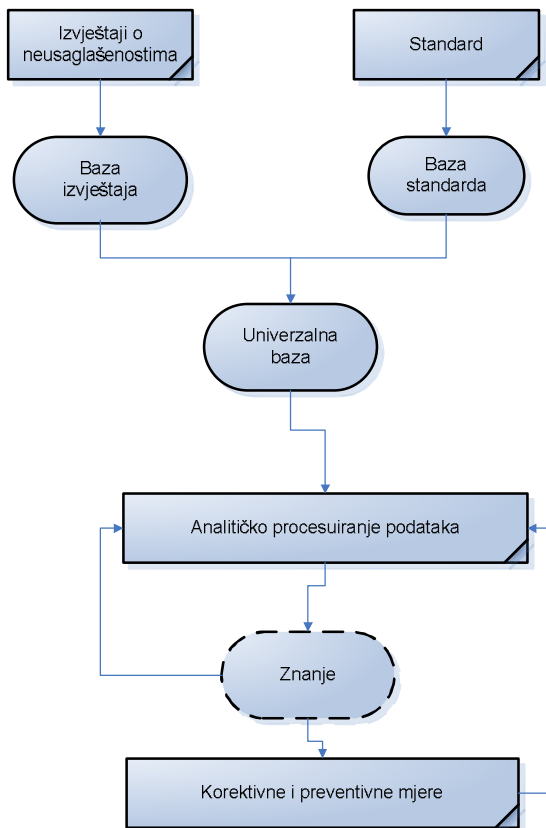 Izvještaji o
neusaglašenostima
Standard
Baza
izvještaja
Baza
standarda
Univerzalna
baza
Analitičko procesuiranje podataka
Znanje
Korektivne i preventivne mjere